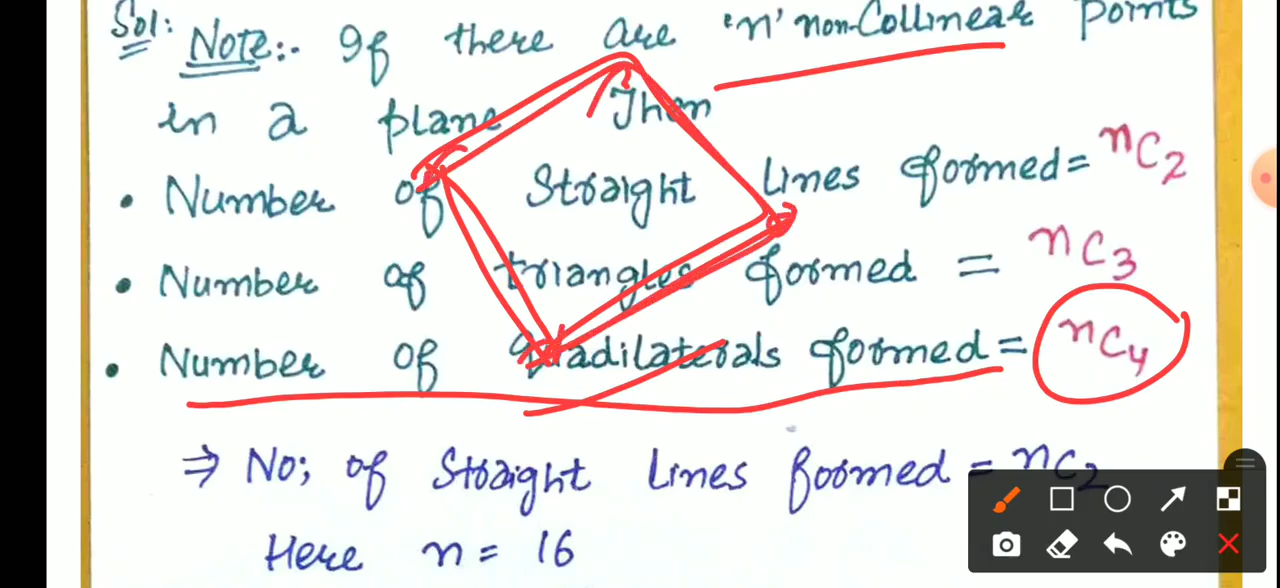 Sol: Note:- If there are 'n' non-Collinear points
in a plane Then
• Number of Straight Lines formed = nC2
• Number of triangles formed = nC3
• Number of Quadilaterals formed = nC4
⇒ No; of Straight Lines formed = nC2
Here n = 16